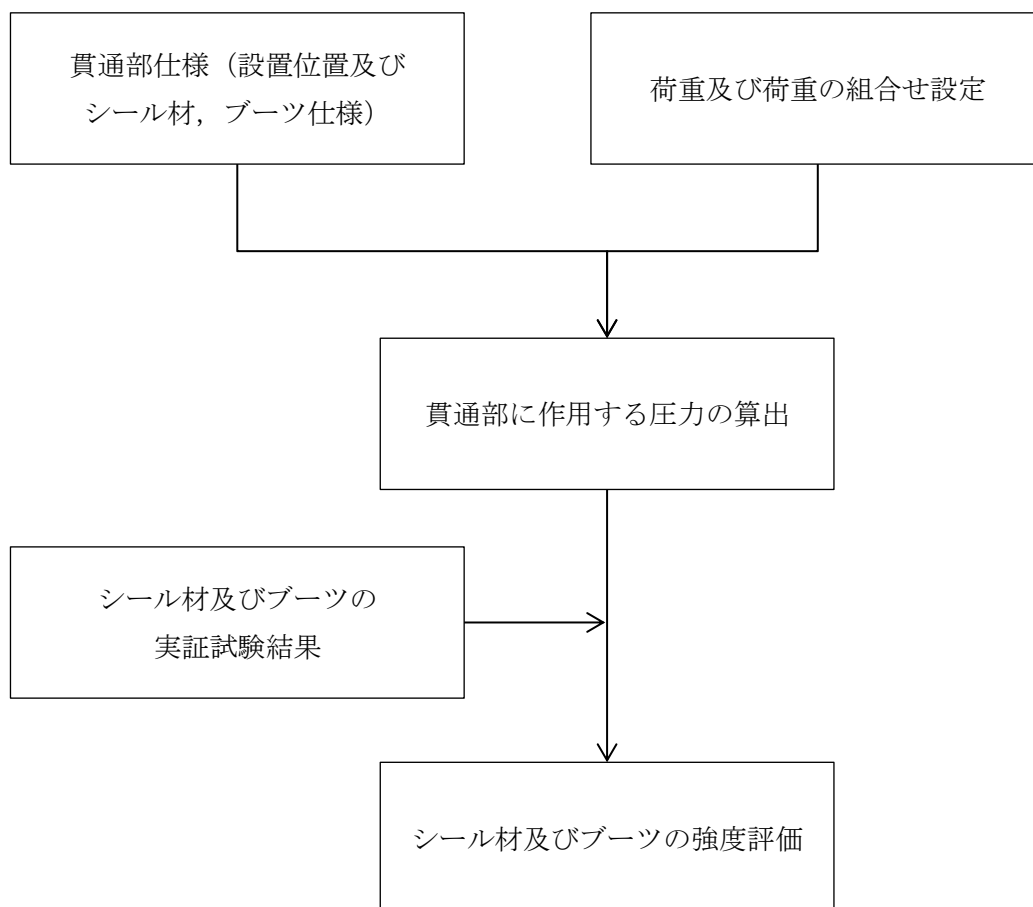 貫通部仕様（設置位置及び
シール材，ブーツ仕様）
荷重及び荷重の組合せ設定
貫通部に作用する圧力の算出
シール材及びブーツの
実証試験結果
シール材及びブーツの強度評価